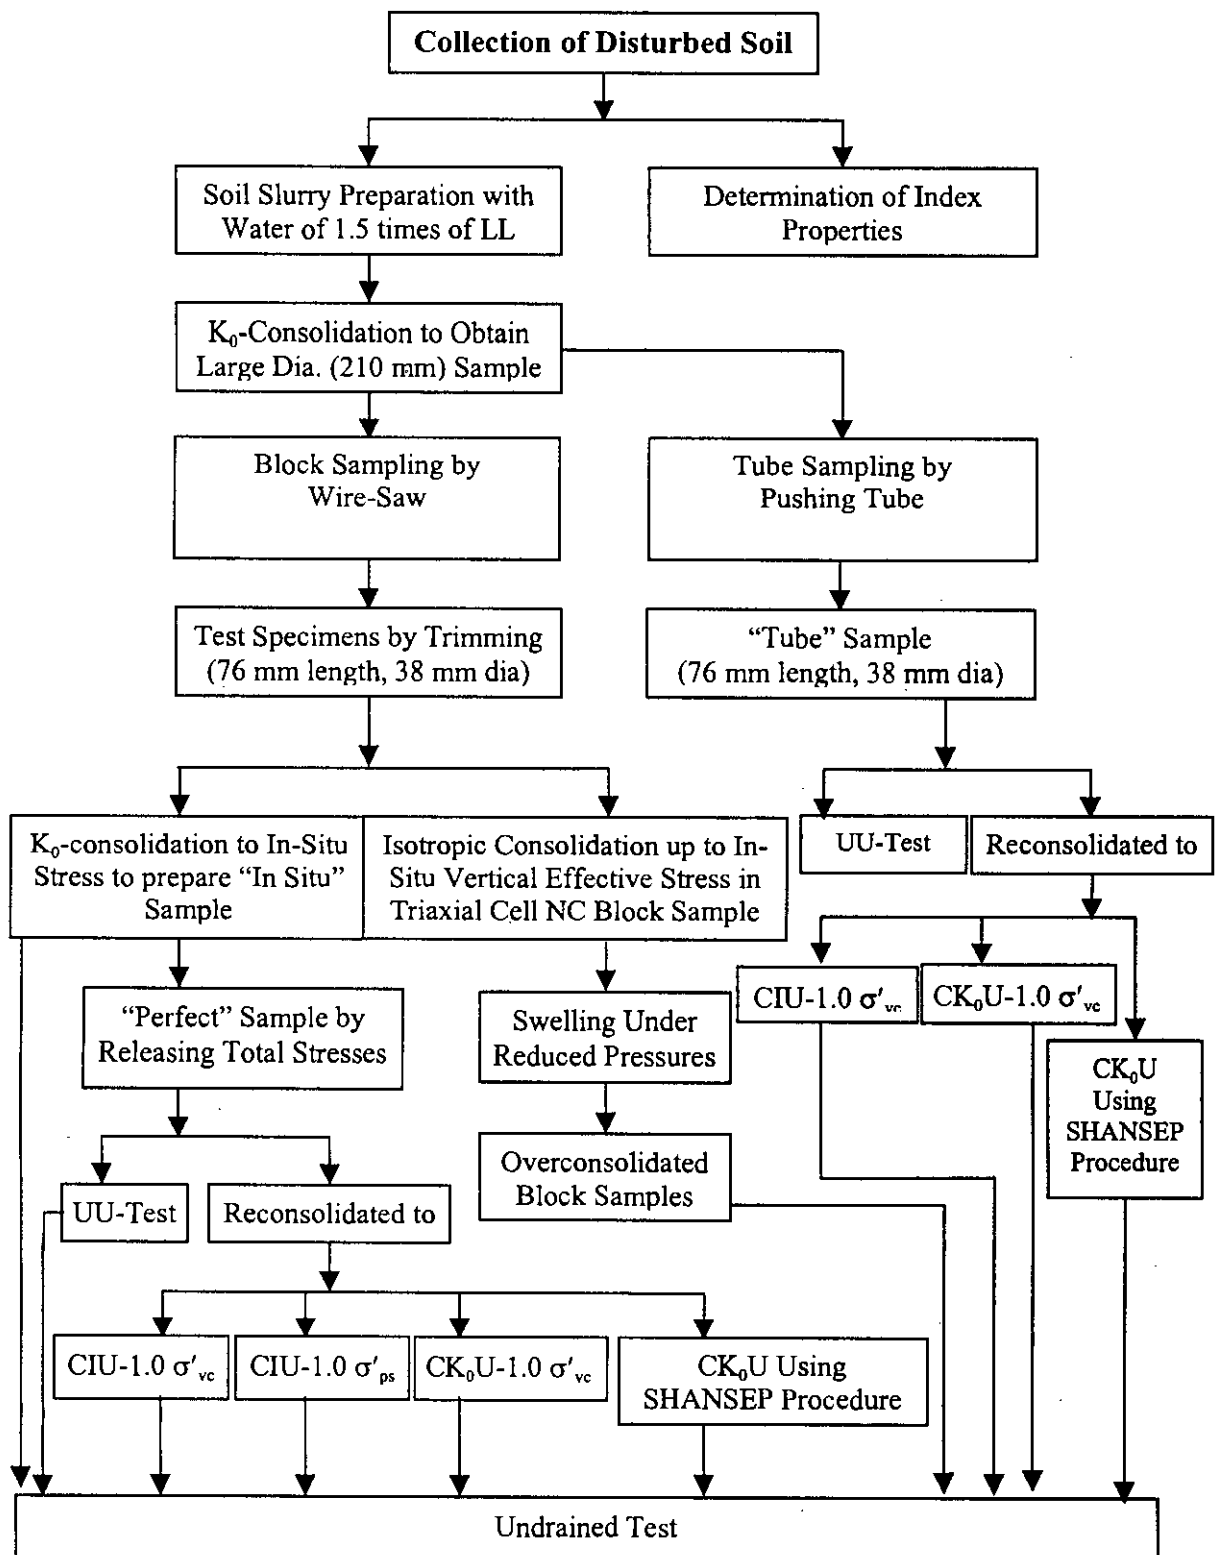 Collection of Disturbed Soil
Soil Slurry Preparation with
Water of 1.5 times of LL
Determination of Index
Properties
K₀-Consolidation to Obtain
Large Dia. (210 mm) Sample
Block Sampling by
Wire-Saw
Tube Sampling by
Pushing Tube
Test Specimens by Trimming
(76 mm length, 38 mm dia)
“Tube” Sample
(76 mm length, 38 mm dia)
K₀-consolidation to In-Situ
Stress to prepare “In Situ”
Sample
Isotropic Consolidation up to In-
Situ Vertical Effective Stress in
Triaxial Cell NC Block Sample
UU-Test
Reconsolidated to
CIU-1.0 σ′vc
CK₀U-1.0 σ′vc
CK₀U
Using
SHANSEP
Procedure
“Perfect” Sample by
Releasing Total Stresses
Swelling Under
Reduced Pressures
Overconsolidated
Block Samples
UU-Test
Reconsolidated to
CIU-1.0 σ′vc
CIU-1.0 σ′ps
CK₀U-1.0 σ′vc
CK₀U Using
SHANSEP Procedure
Undrained Test